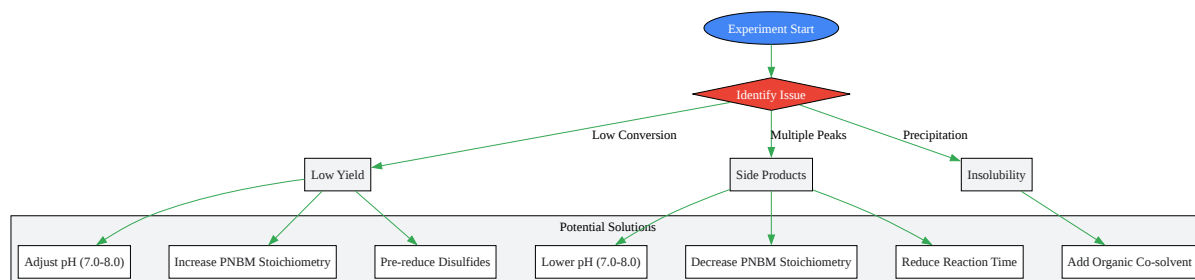 Experiment Start
Identify Issue
Low Conversion
Multiple Peaks
Precipitation
Low Yield
Side Products
Insolubility
Potential Solutions
Adjust pH (7.0-8.0)
Increase PNBM Stoichiometry
Pre-reduce Disulfides
Lower pH (7.0-8.0)
Decrease PNBM Stoichiometry
Reduce Reaction Time
Add Organic Co-solvent